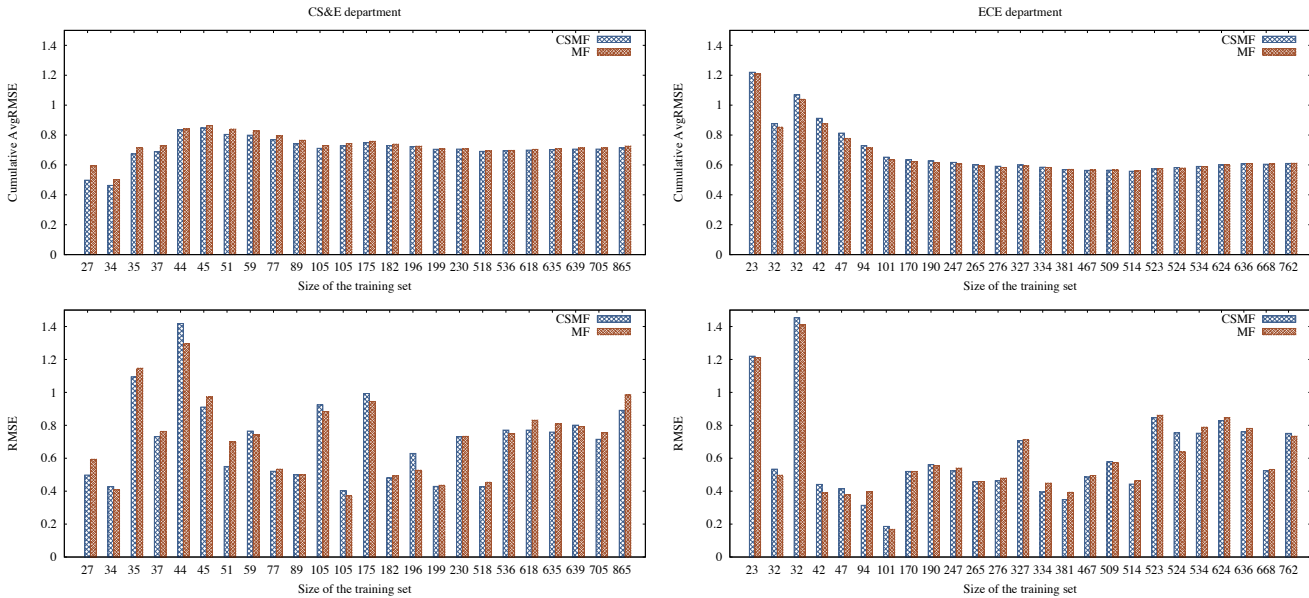 CS&E department
1.4
1.2
1
0.8
0.6
0.4
0.2
0
Cumulative AvgRMSE
CSMF
MF
27 34 35 37 44 45 51 59 77 89 105 105 175 182 196 199 230 518 536 618 635 639 705 865
Size of the training set
ECE department
1.4
1.2
1
0.8
0.6
0.4
0.2
0
Cumulative AvgRMSE
CSMF
MF
23 32 32 42 47 94 101 170 190 247 265 276 327 334 381 467 509 514 523 524 534 624 636 668 762
Size of the training set
1.4
1.2
1
0.8
0.6
0.4
0.2
0
RMSE
CSMF
MF
27 34 35 37 44 45 51 59 77 89 105 105 175 182 196 199 230 518 536 618 635 639 705 865
Size of the training set
1.4
1.2
1
0.8
0.6
0.4
0.2
0
RMSE
CSMF
MF
23 32 32 42 47 94 101 170 190 247 265 276 327 334 381 467 509 514 523 524 534 624 636 668 762
Size of the training set